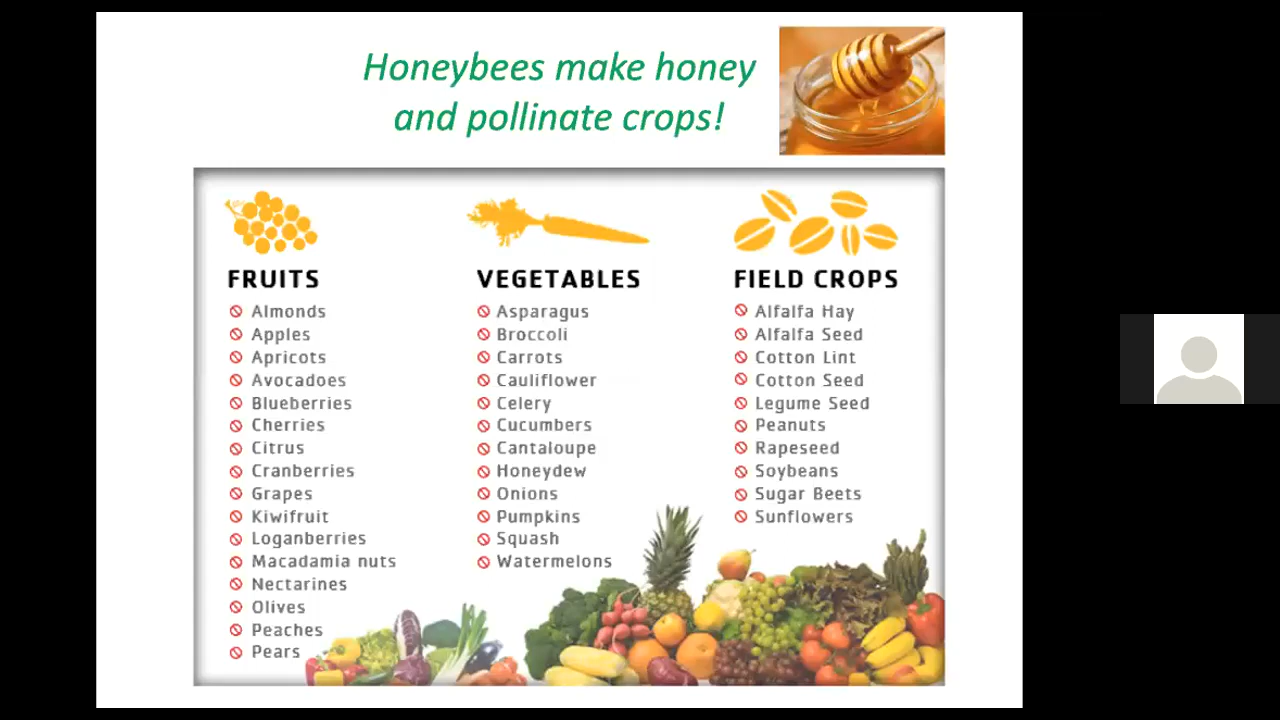 Honeybees make honey
and pollinate crops!
FRUITS
Almonds
Apples
Apricots
Avocadoes
Blueberries
Cherries
Citrus
Cranberries
Grapes
Kiwifruit
Loganberries
Macadamia nuts
Nectarines
Olives
Peaches
Pears
VEGETABLES
Asparagus
Broccoli
Carrots
Cauliflower
Celery
Cucumbers
Cantaloupe
Honeydew
Onions
Pumpkins
Squash
Watermelons
FIELD CROPS
Alfalfa Hay
Alfalfa Seed
Cotton Lint
Cotton Seed
Legume Seed
Peanuts
Rapeseed
Soybeans
Sugar Beets
Sunflowers